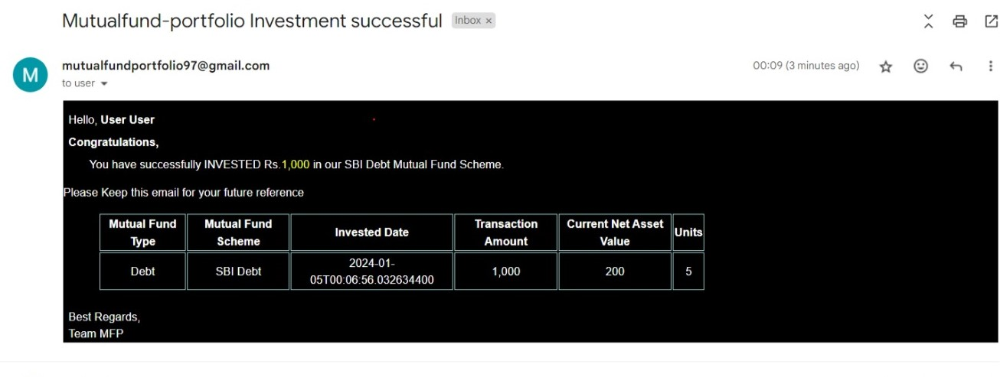 Mutualfund-portfolio Investment successful Inbox ×
M
mutualfundportfolio97@gmail.com 00:09 (3 minutes ago)
to user
Hello, User User
Congratulations,
You have successfully INVESTED Rs.1,000 in our SBI Debt Mutual Fund Scheme.
Please Keep this email for your future reference
Mutual Fund Type Mutual Fund Scheme Invested Date Transaction Amount Current Net Asset Value Units
Debt SBI Debt 2024-01-05T00:06:56.032634400 1,000 200 5
Best Regards,
Team MFP